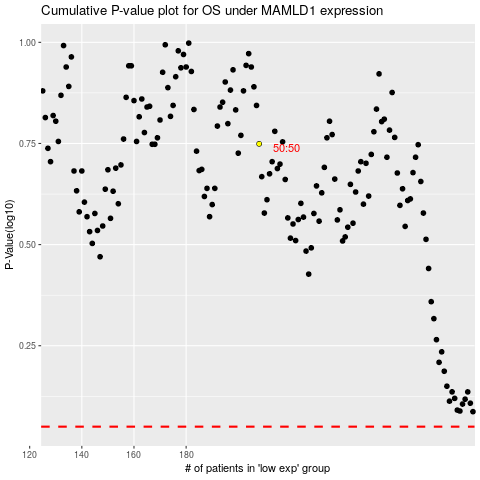 Cumulative P-value plot for OS under MAMLD1 expression
P-Value(log10)
1.00
0.75
0.50
0.25
50:50
120 140 160 180
# of patients in 'low exp' group